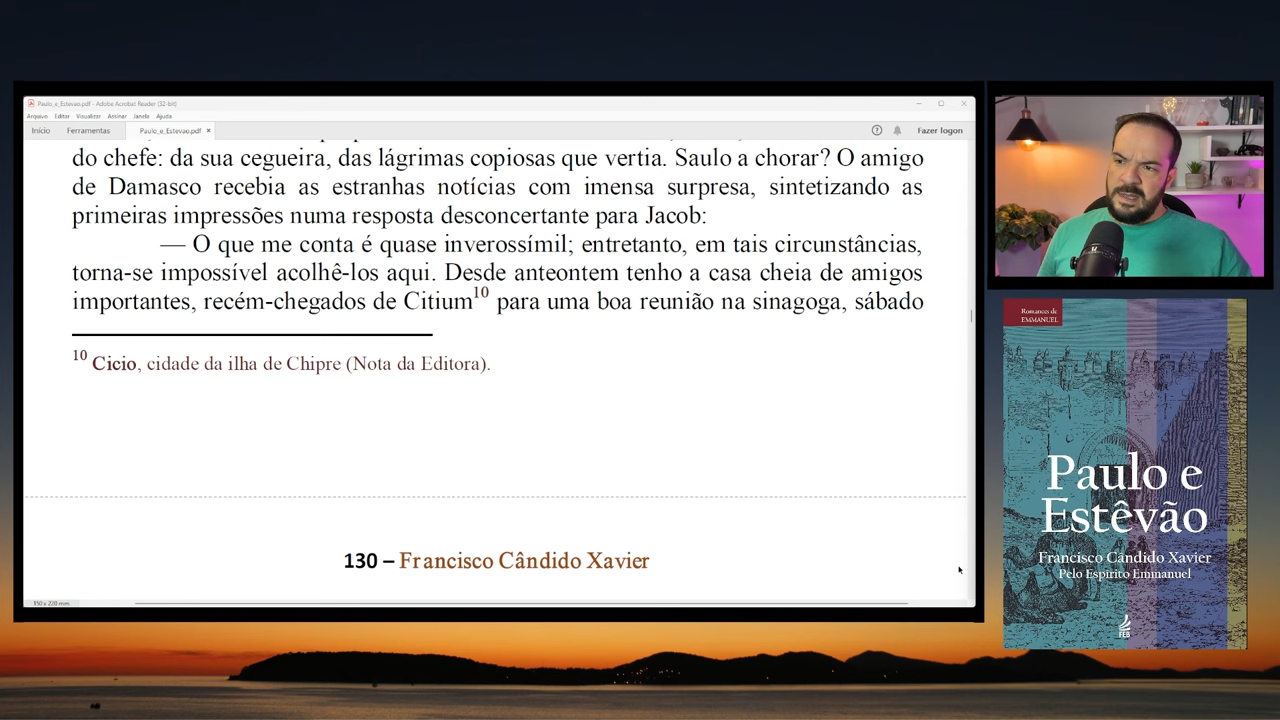 Paulo_e_Estevao.pdf - Adobe Acrobat Reader (32-bit)
Arquivo Editar Visualizar Assinar Janela Ajuda
Início Ferramentas Paulo_e_Estevao.pdf × Fazer logon
do chefe: da sua cegueira, das lágrimas copiosas que vertia. Saulo a chorar? O amigo
de Damasco recebia as estranhas notícias com imensa surpresa, sintetizando as
primeiras impressões numa resposta desconcertante para Jacob:
— O que me conta é quase inverossímil; entretanto, em tais circunstâncias,
torna-se impossível acolhê-los aqui. Desde anteontem tenho a casa cheia de amigos
importantes, recém-chegados de Citium10 para uma boa reunião na sinagoga, sábado
10 Cicio, cidade da ilha de Chipre (Nota da Editora).
130 – Francisco Cândido Xavier
150 x 220 mm
Romances de
EMMANUEL
Paulo e
Estêvão
Francisco Cândido Xavier
Pelo Espírito Emmanuel
FEB